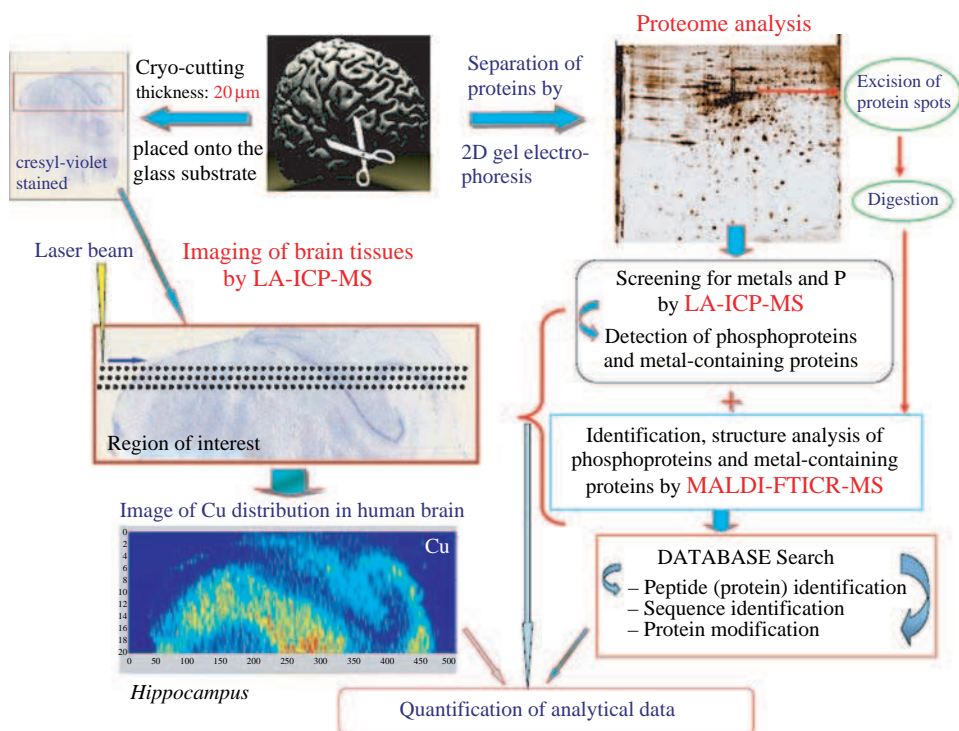 Proteome analysis
Cryo-cutting
thickness: 20 µm
placed onto the
glass substrate
cresyl-violet
stained
Separation of
proteins by
2D gel electro-
phoresis
Excision of
protein spots
Digestion
Laser beam
Imaging of brain tissues
by LA-ICP-MS
Region of interest
Screening for metals and P
by LA-ICP-MS
Detection of phosphoproteins
and metal-containing proteins
+
Identification, structure analysis of
phosphoproteins and metal-containing
proteins by MALDI-FTICR-MS
Image of Cu distribution in human brain
Cu
0
2
4
6
8
10
12
14
16
18
20
0 50 100 150 200 250 300 350 400 450 500
Hippocampus
DATABASE Search
– Peptide (protein) identification
– Sequence identification
– Protein modification
Quantification of analytical data